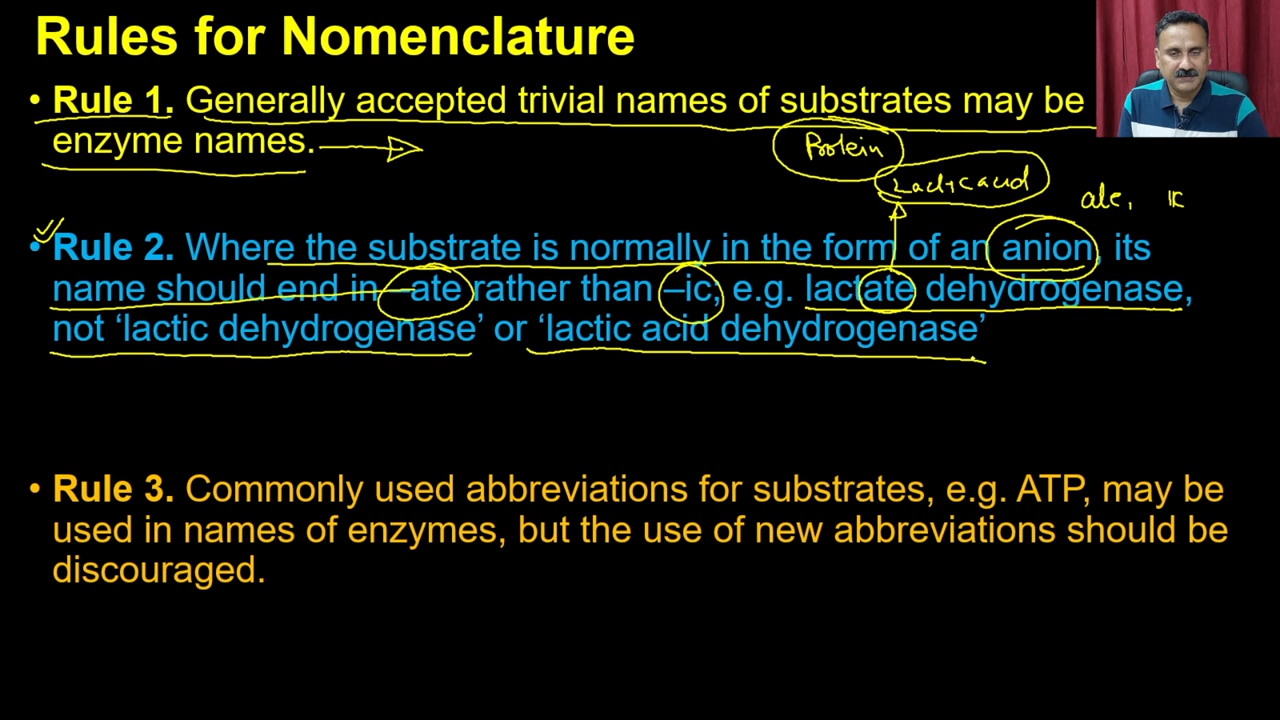 Rules for Nomenclature
• Rule 1. Generally accepted trivial names of substrates may be
enzyme names.
Protein
Lactic acid
ate, ic
• Rule 2. Where the substrate is normally in the form of an anion, its
name should end in –ate rather than –ic; e.g. lactate dehydrogenase,
not ‘lactic dehydrogenase’ or ‘lactic acid dehydrogenase’
• Rule 3. Commonly used abbreviations for substrates, e.g. ATP, may be
used in names of enzymes, but the use of new abbreviations should be
discouraged.